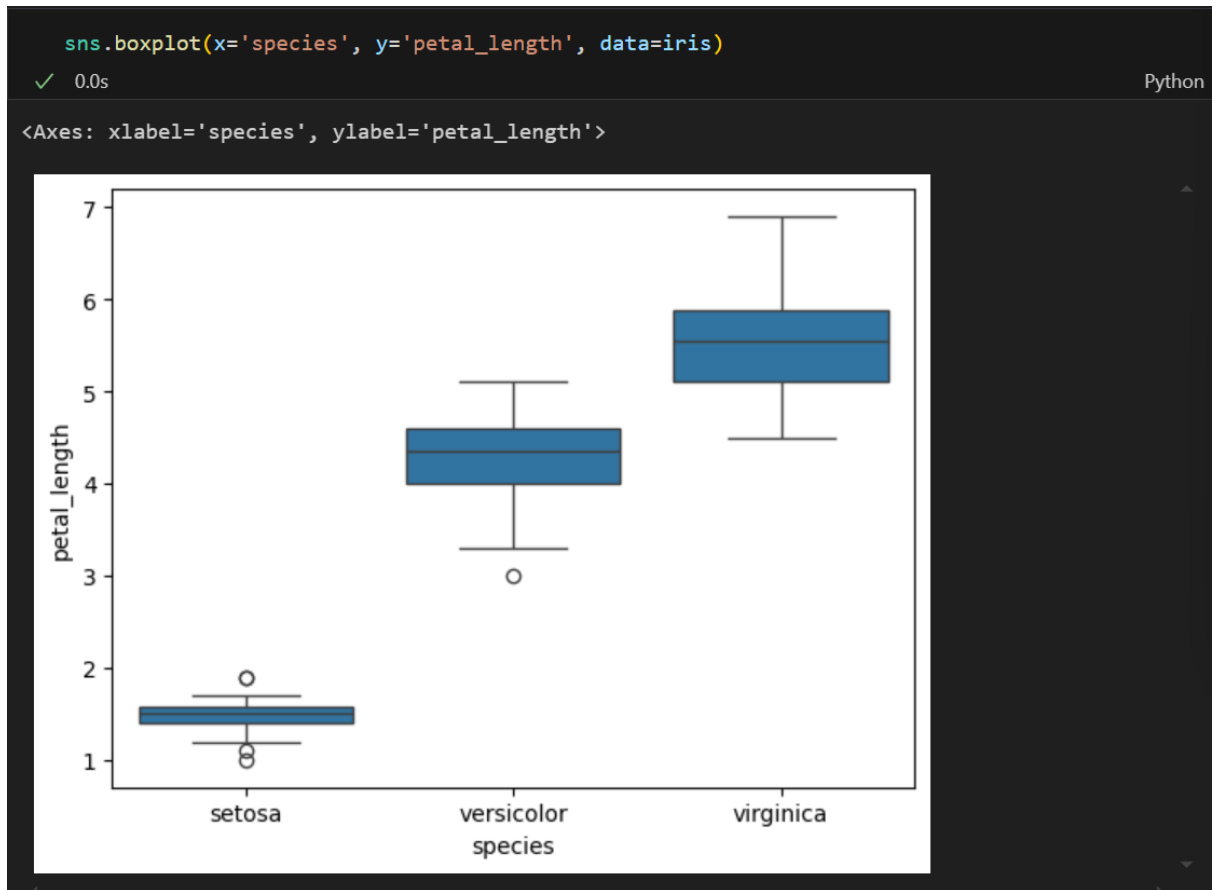 sns.boxplot(x='species', y='petal_length', data=iris)
0.0s
Python
<Axes: xlabel='species', ylabel='petal_length'>
7
6
5
4
3
2
1
petal_length
setosa versicolor virginica
species